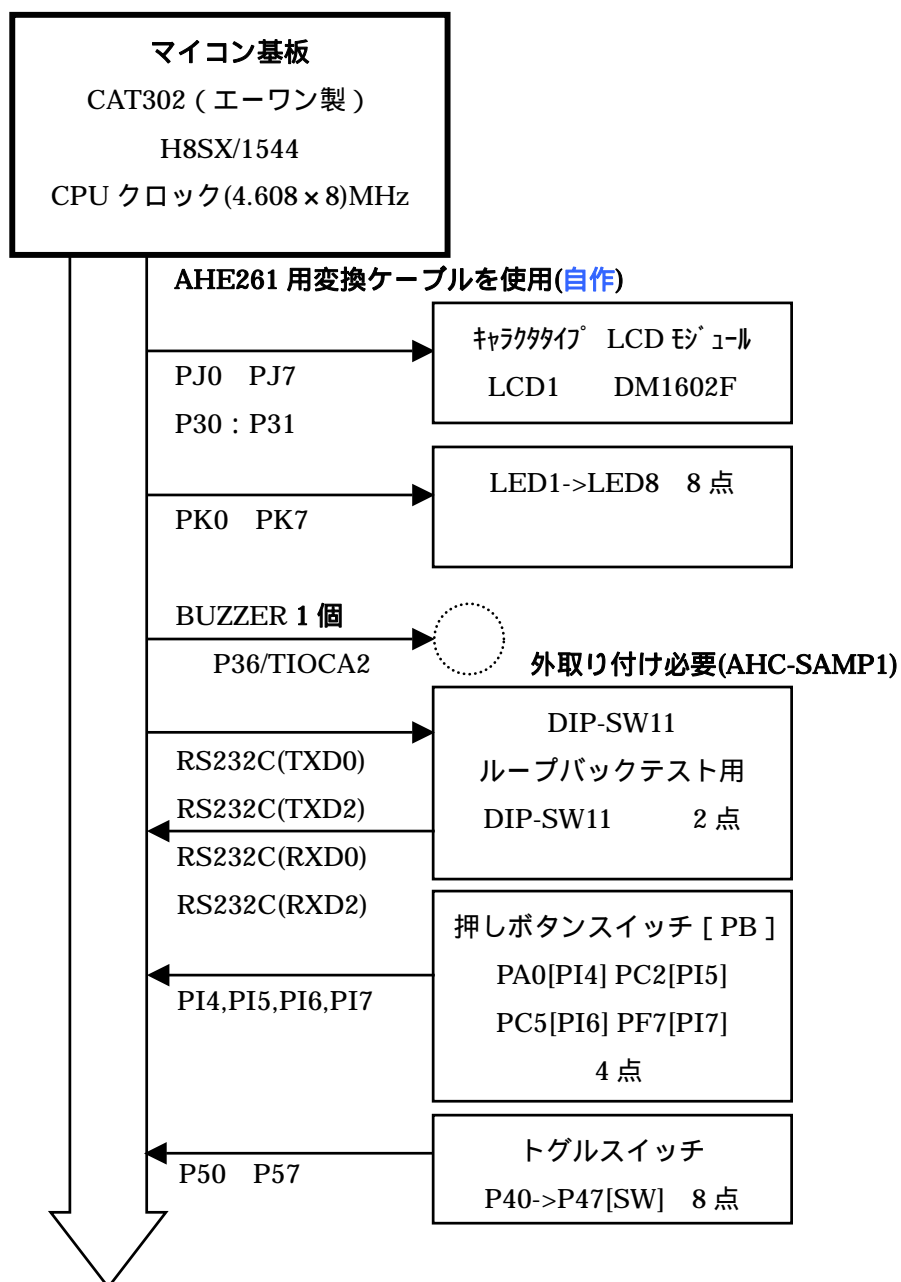 マイコン基板
CAT302（エーワン製）
H8SX/1544
CPU クロック(4.608×8)MHz
AHE261 用変換ケーブルを使用(自作)
ｷｬﾗｸﾀﾀｲﾌﾟ LCD ﾓｼﾞｭｰﾙ
LCD1 DM1602F
PJ0 PJ7
P30：P31
LED1->LED8 8 点
PK0 PK7
BUZZER 1 個
P36/TIOCA2
外取り付け必要(AHC-SAMP1)
DIP-SW11
ループバックテスト用
DIP-SW11 2 点
RS232C(TXD0)
RS232C(TXD2)
RS232C(RXD0)
RS232C(RXD2)
押しボタンスイッチ［PB］
PA0[PI4] PC2[PI5]
PC5[PI6] PF7[PI7]
4 点
PI4,PI5,PI6,PI7
トグルスイッチ
P40->P47[SW] 8 点
P50 P57